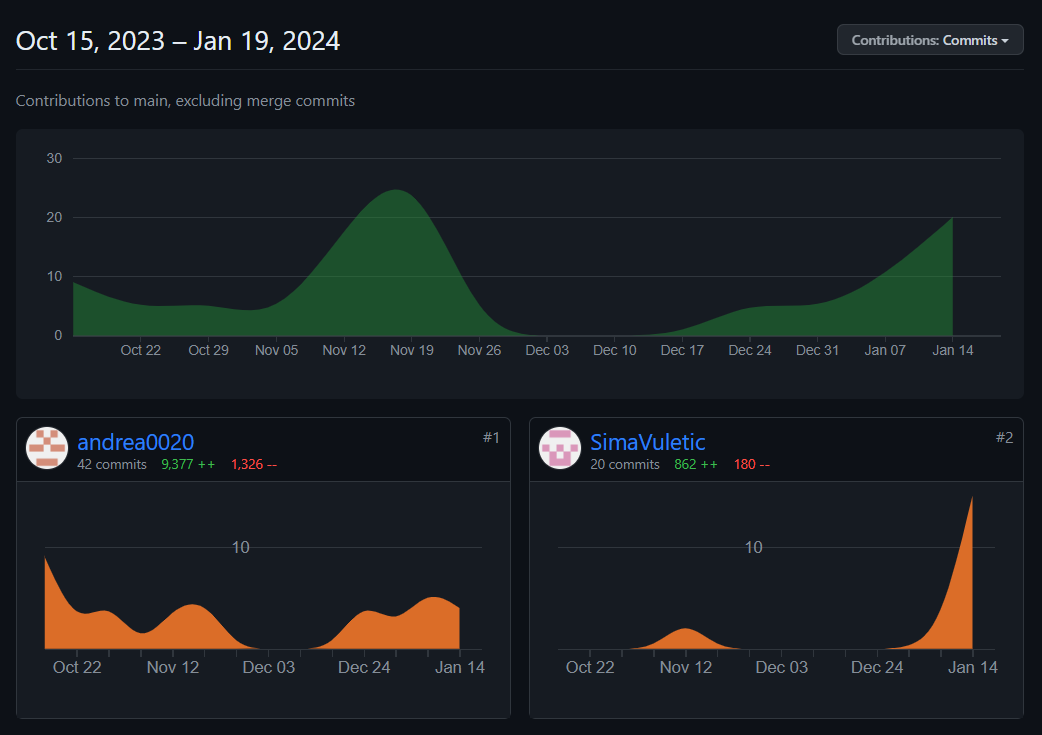 Oct 15, 2023 – Jan 19, 2024
Contributions: Commits
Contributions to main, excluding merge commits
30
20
10
0
Oct 22 Oct 29 Nov 05 Nov 12 Nov 19 Nov 26 Dec 03 Dec 10 Dec 17 Dec 24 Dec 31 Jan 07 Jan 14
andrea0020 #1
42 commits 9,377 ++ 1,326 --
10
Oct 22 Nov 12 Dec 03 Dec 24 Jan 14
SimaVuletic #2
20 commits 862 ++ 180 --
10
Oct 22 Nov 12 Dec 03 Dec 24 Jan 14